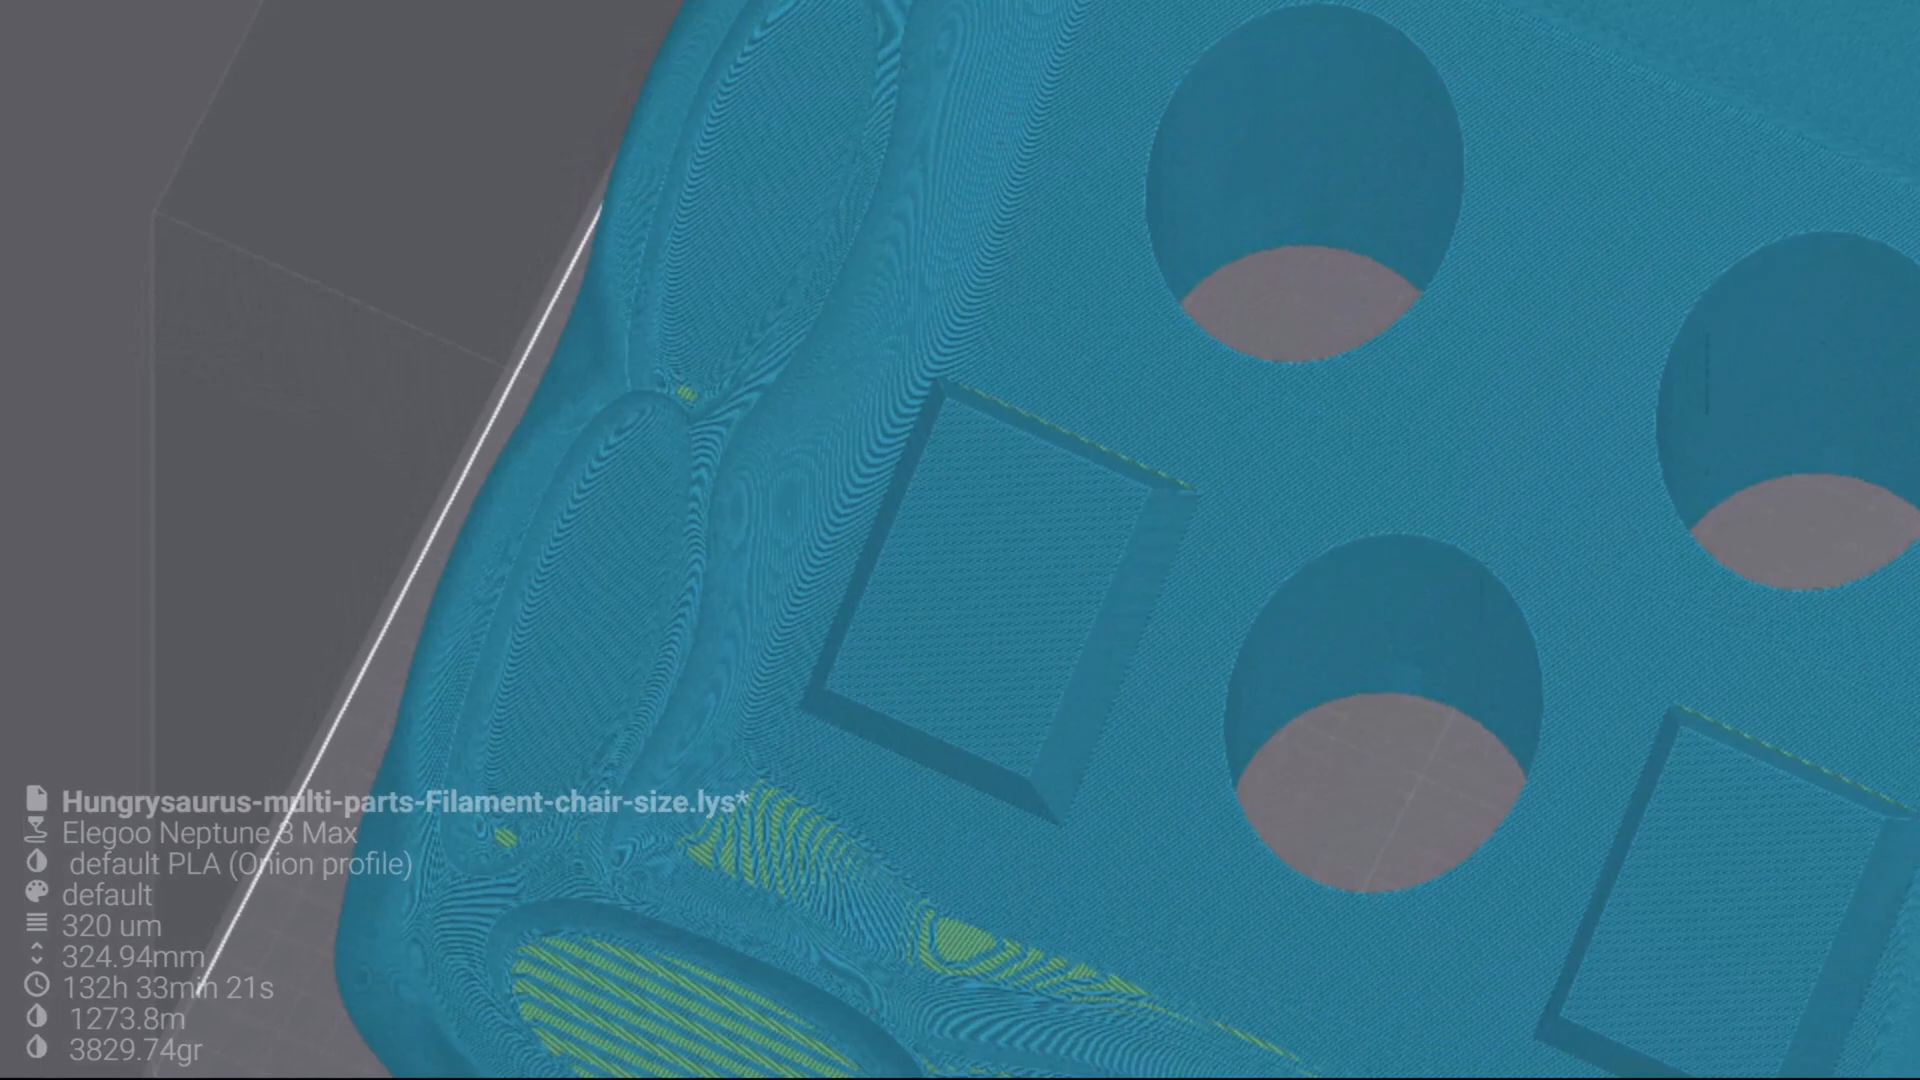 Hungrysaurus-multi-parts-Filament-chair-size.lys*
Elegoo Neptune 3 Max
default PLA (Onion profile)
default
320 um
324.94mm
132h 33min 21s
1273.8m
3829.74gr